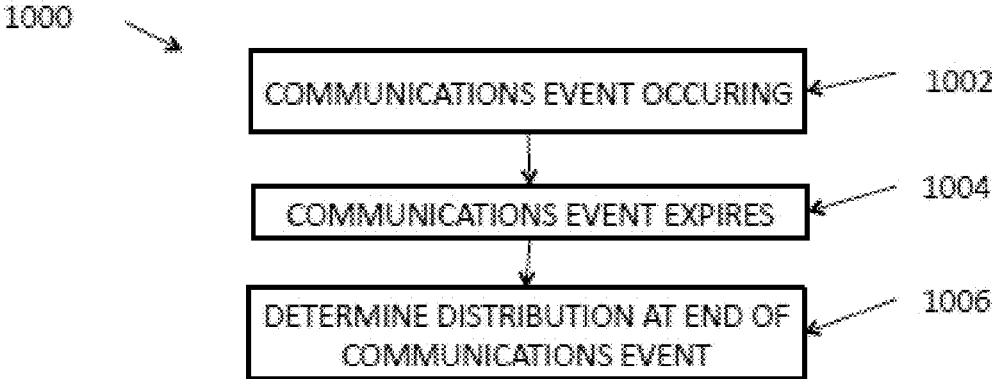 1000
COMMUNICATIONS EVENT OCCURING
1002
COMMUNICATIONS EVENT EXPIRES
1004
DETERMINE DISTRIBUTION AT END OF
COMMUNICATIONS EVENT
1006